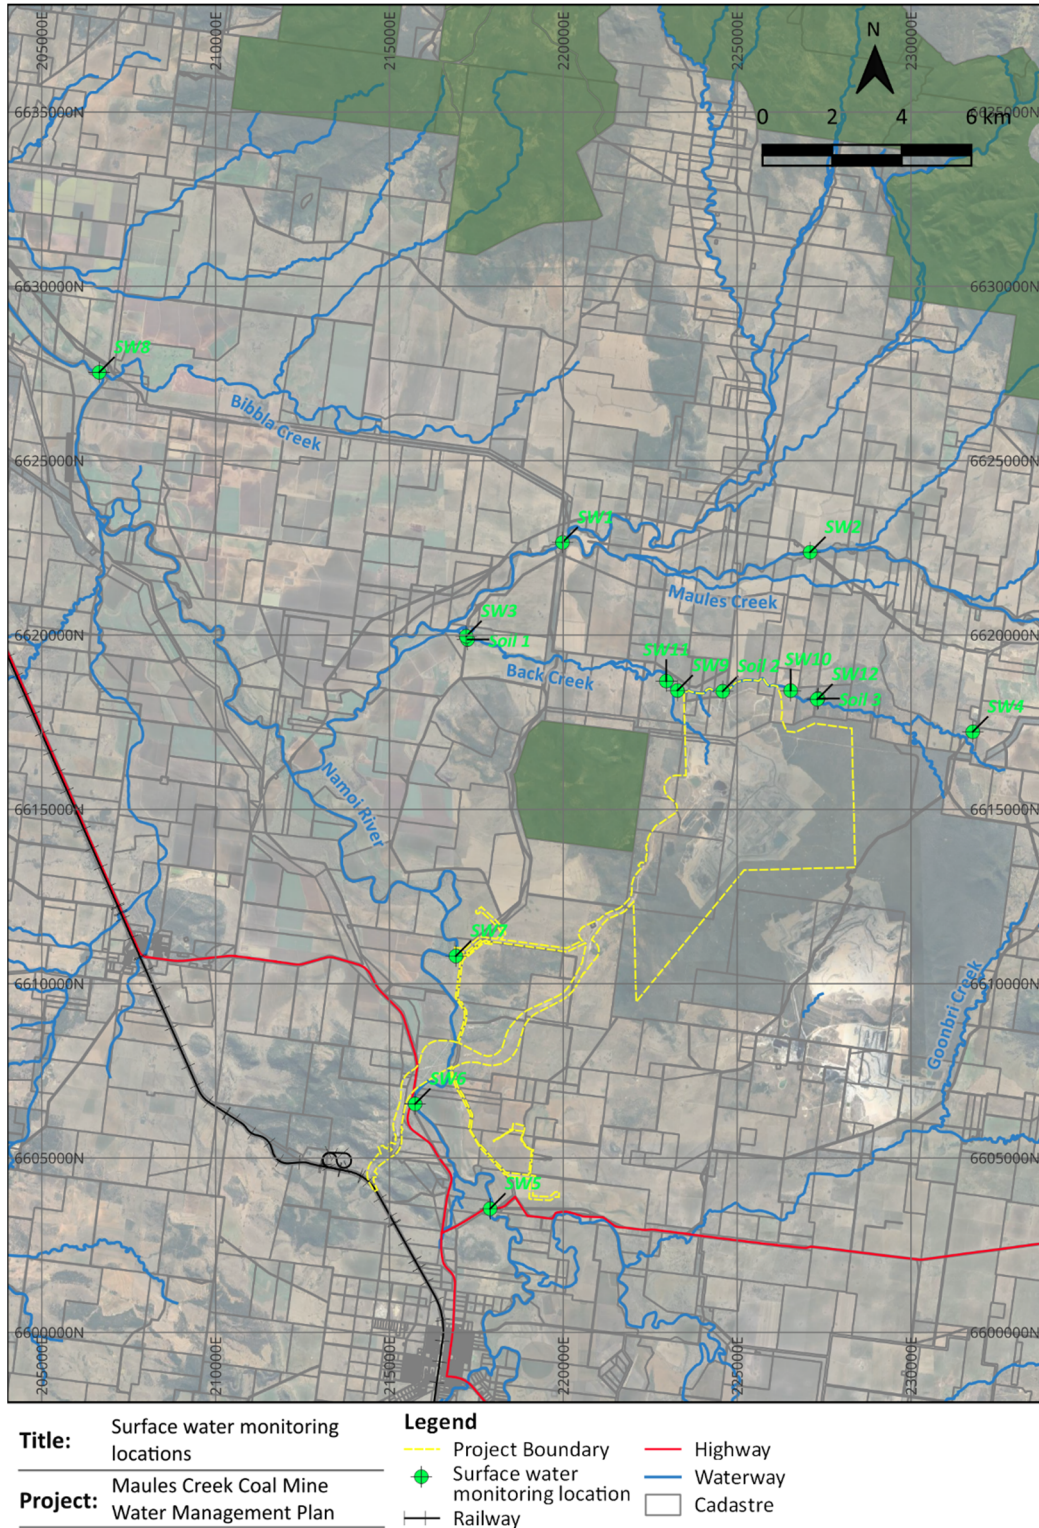 205000E
210000E
215000E
220000E
225000E
230000E
N
0 2 4 6 km
6635000N
6635000N
6630000N
6630000N
SW8
Bibbla Creek
6625000N
6625000N
SW1
SW2
Maules Creek
6620000N
6620000N
SW3
Soil 1
Back Creek
SW11
SW9
Soil 2
SW10
SW12
Soil 3
SW4
Namoi River
6615000N
6615000N
SW7
6610000N
6610000N
Goonbri Creek
SW6
6605000N
6605000N
SW5
6600000N
6600000N
205000E
210000E
215000E
220000E
225000E
230000E
Title:
Surface water monitoring
locations
Project:
Maules Creek Coal Mine
Water Management Plan
Legend
Project Boundary
Surface water
monitoring location
Railway
Highway
Waterway
Cadastre